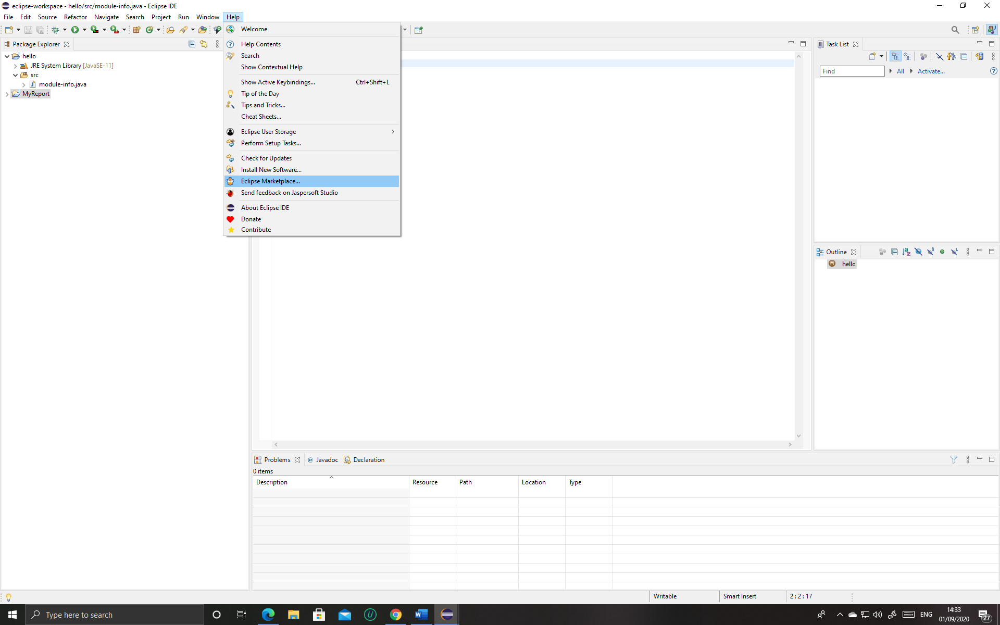 eclipse-workspace - hello/src/module-info.java - Eclipse IDE
File Edit Source Refactor Navigate Search Project Run Window Help
Package Explorer
hello
JRE System Library [JavaSE-11]
src
module-info.java
MyReport
Welcome
Help Contents
Search
Show Contextual Help
Show Active Keybindings... Ctrl+Shift+L
Tip of the Day
Tips and Tricks...
Cheat Sheets...
Eclipse User Storage
Perform Setup Tasks...
Check for Updates
Install New Software...
Eclipse Marketplace...
Send feedback on Jaspersoft Studio
About Eclipse IDE
Donate
Contribute
Task List
Find All Activate...
Outline
hello
Problems @ Javadoc Declaration
0 items
Description Resource Path Location Type
Writable Smart Insert 2 : 2 : 17
Type here to search
ENG
14:33
01/09/2020
27